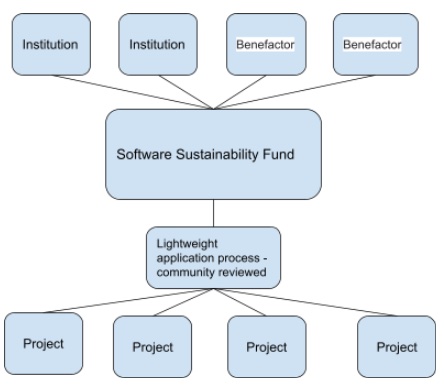 Institution
Institution
Benefactor
Benefactor
Software Sustainability Fund
Lightweight
application process -
community reviewed
Project
Project
Project
Project